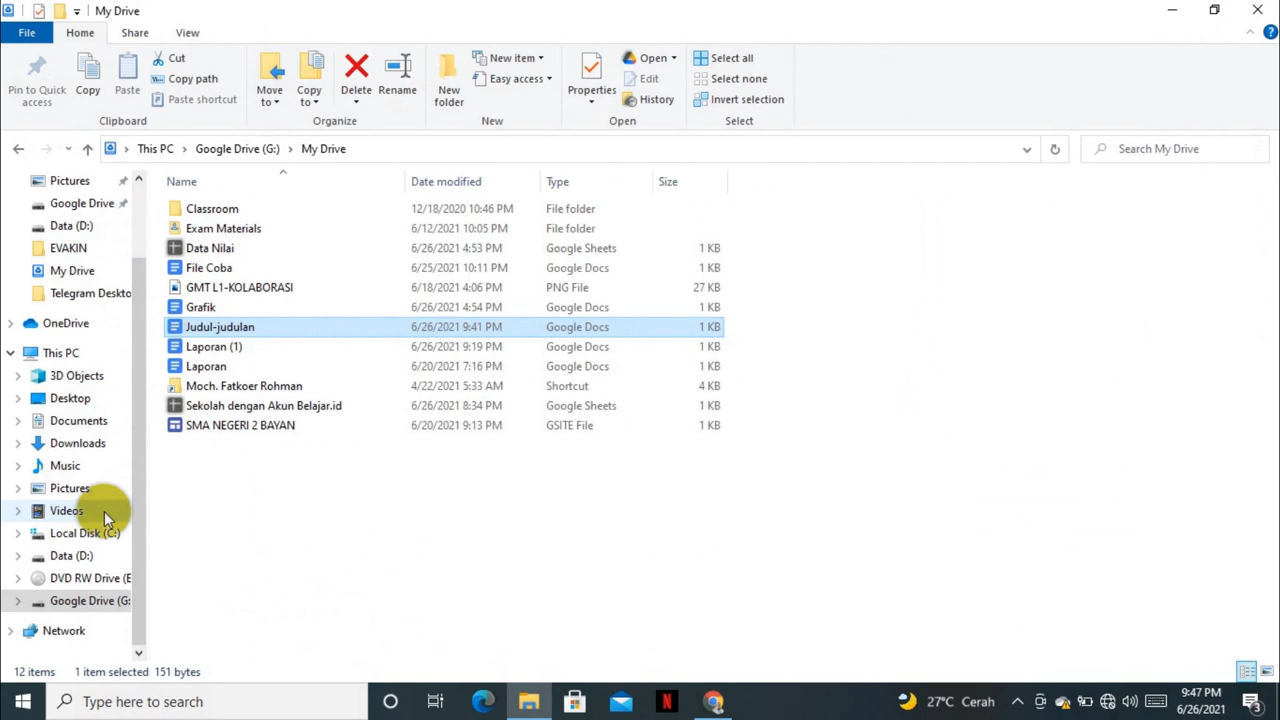 My Drive
File
Home
Share
View
Pin to Quick access
Copy
Paste
Cut
Copy path
Paste shortcut
Move to
Copy to
Delete
Rename
New folder
New item
Easy access
Properties
Open
Edit
History
Select all
Select none
Invert selection
Clipboard
Organize
New
Open
Select
This PC
Google Drive (G:)
My Drive
Search My Drive
Pictures
Google Drive
Data (D:)
EVAKIN
My Drive
Telegram Deskto
OneDrive
This PC
3D Objects
Desktop
Documents
Downloads
Music
Pictures
Videos
Local Disk (C:)
Data (D:)
DVD RW Drive (E
Google Drive (G:
Network
Name Date modified Type Size
Classroom 12/18/2020 10:46 PM File folder
Exam Materials 6/12/2021 10:05 PM File folder
Data Nilai 6/26/2021 4:53 PM Google Sheets 1 KB
File Coba 6/25/2021 10:11 PM Google Docs 1 KB
GMT L1-KOLABORASI 6/18/2021 4:06 PM PNG File 27 KB
Grafik 6/26/2021 4:54 PM Google Docs 1 KB
Judul-judulan 6/26/2021 9:41 PM Google Docs 1 KB
Laporan (1) 6/26/2021 9:19 PM Google Docs 1 KB
Laporan 6/20/2021 7:16 PM Google Docs 1 KB
Moch. Fatkoer Rohman 4/22/2021 5:33 AM Shortcut 4 KB
Sekolah dengan Akun Belajar.id 6/26/2021 8:34 PM Google Sheets 1 KB
SMA NEGERI 2 BAYAN 6/20/2021 9:13 PM GSITE File 1 KB
12 items 1 item selected 151 bytes
Type here to search
N
27°C Cerah
9:47 PM
6/26/2021
3